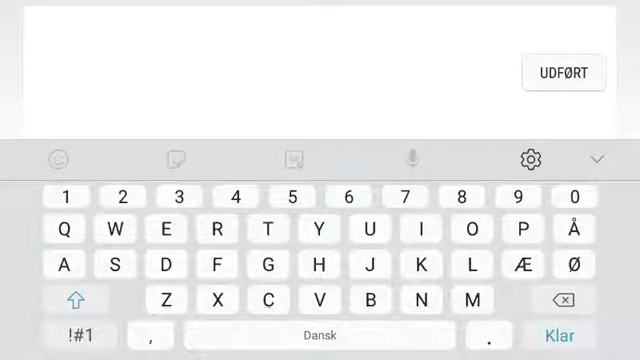 UDFØRT
1 2 3 4 5 6 7 8 9 0
Q W E R T Y U I O P Å
A S D F G H J K L Æ Ø
Z X C V B N M
!#1 , Dansk . Klar